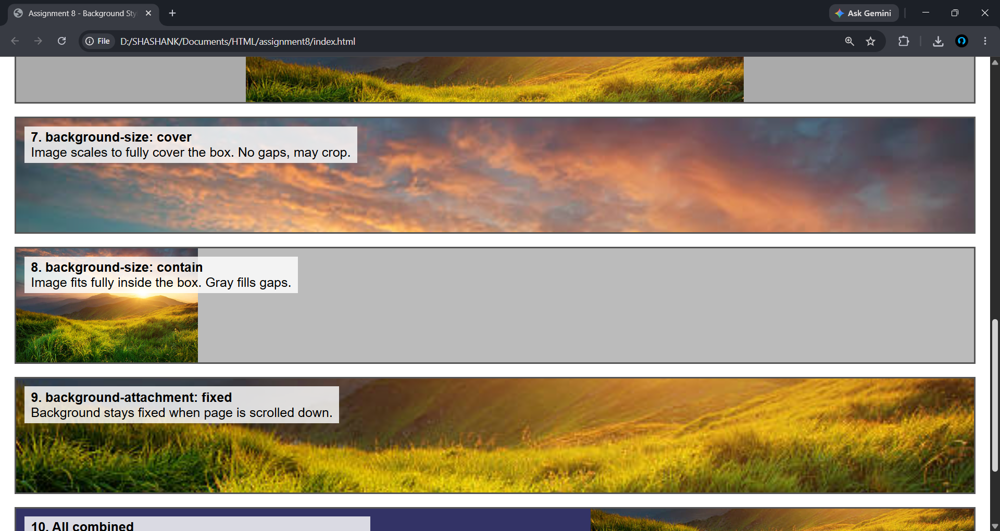 Assignment 8 - Background Sty
Ask Gemini
File
D:/SHASHANK/Documents/HTML/assignment8/index.html
7. background-size: cover
Image scales to fully cover the box. No gaps, may crop.
8. background-size: contain
Image fits fully inside the box. Gray fills gaps.
9. background-attachment: fixed
Background stays fixed when page is scrolled down.
10. All combined